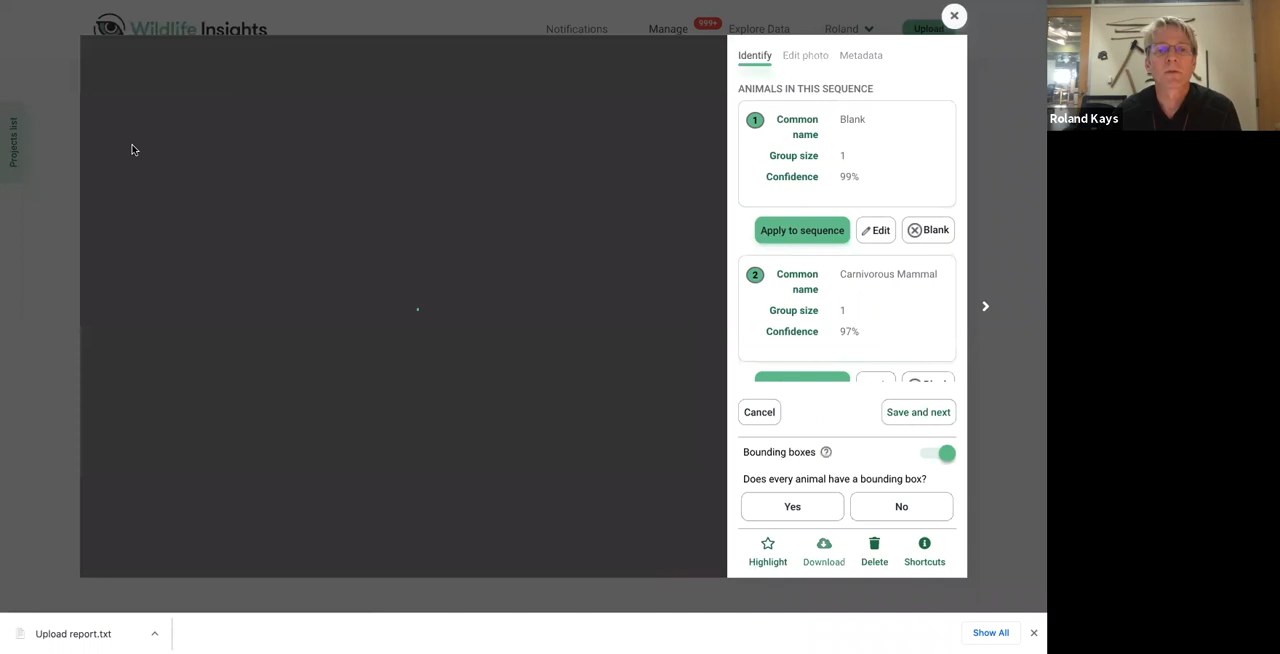 Wildlife Insights
Notifications
Manage
999+
Explore Data
Roland
Upload
Projects list
Identify
Edit photo
Metadata
ANIMALS IN THIS SEQUENCE
1
Common name
Blank
Group size
1
Confidence
99%
Apply to sequence
Edit
Blank
2
Common name
Carnivorous Mammal
Group size
1
Confidence
97%
Cancel
Save and next
Bounding boxes
Does every animal have a bounding box?
Yes
No
Highlight
Download
Delete
Shortcuts
Upload report.txt
Show All
Roland Kays